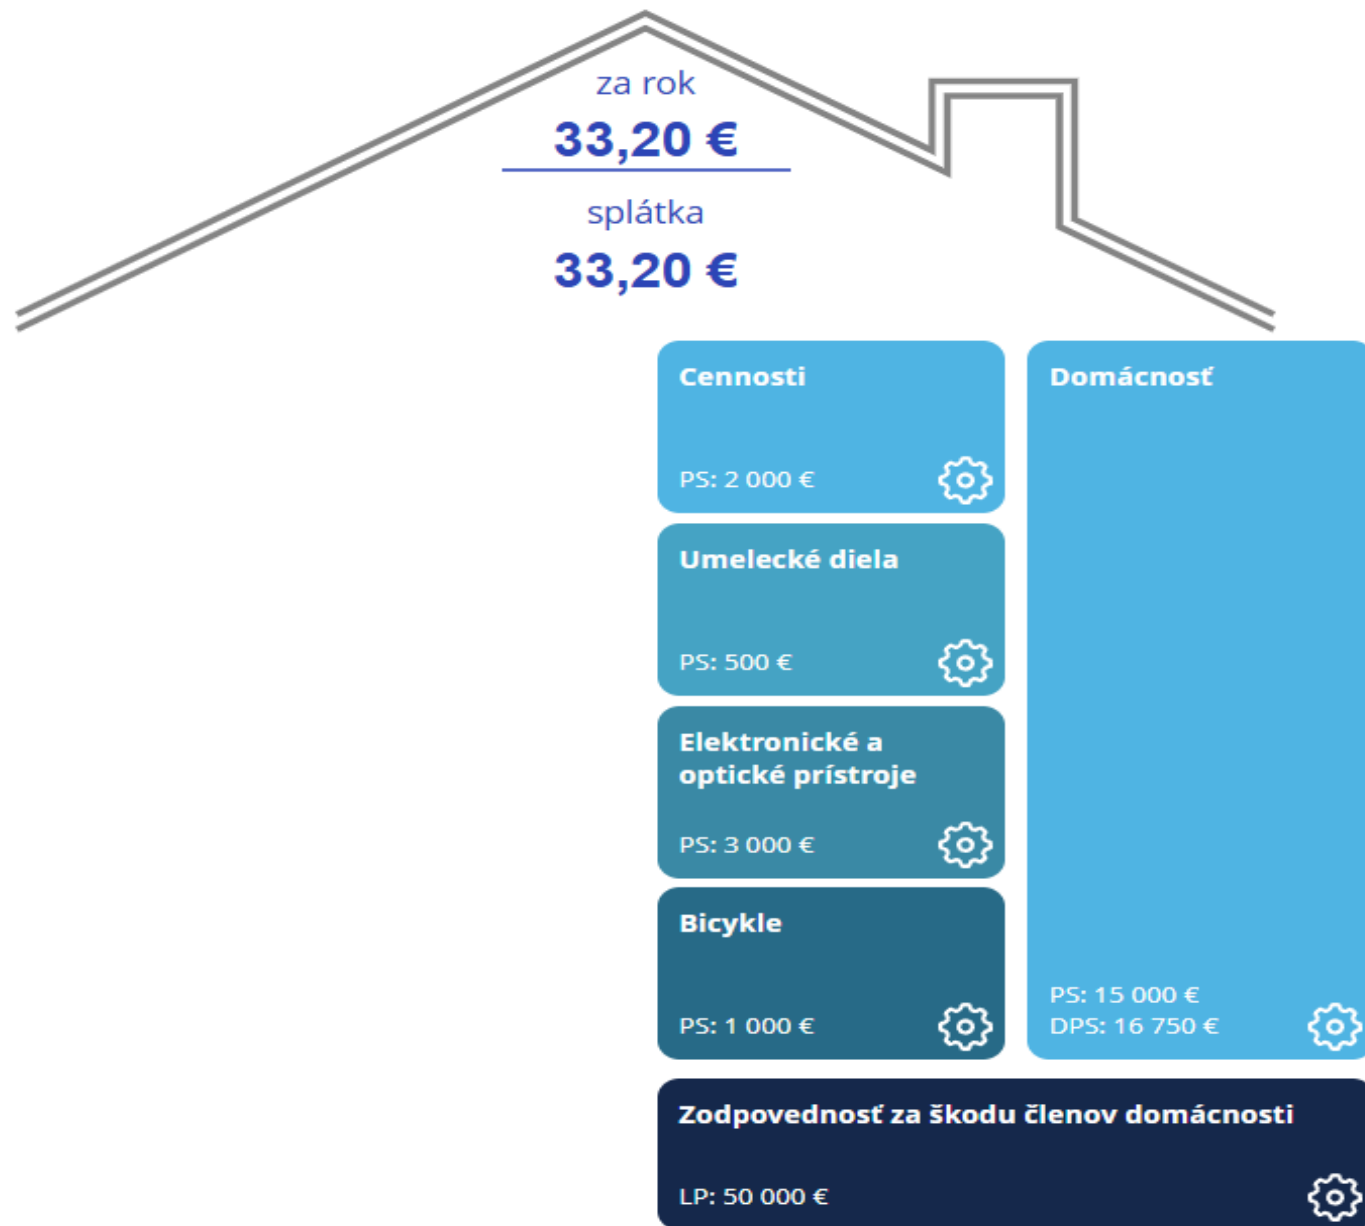 za rok
33,20 €
splátka
33,20 €
Cennosti
PS: 2 000 €
Umelecké diela
PS: 500 €
Elektronické a
optické prístroje
PS: 3 000 €
Bicykle
PS: 1 000 €
Domácnosť
PS: 15 000 €
DPS: 16 750 €
Zodpovednosť za škodu členov domácnosti
LP: 50 000 €